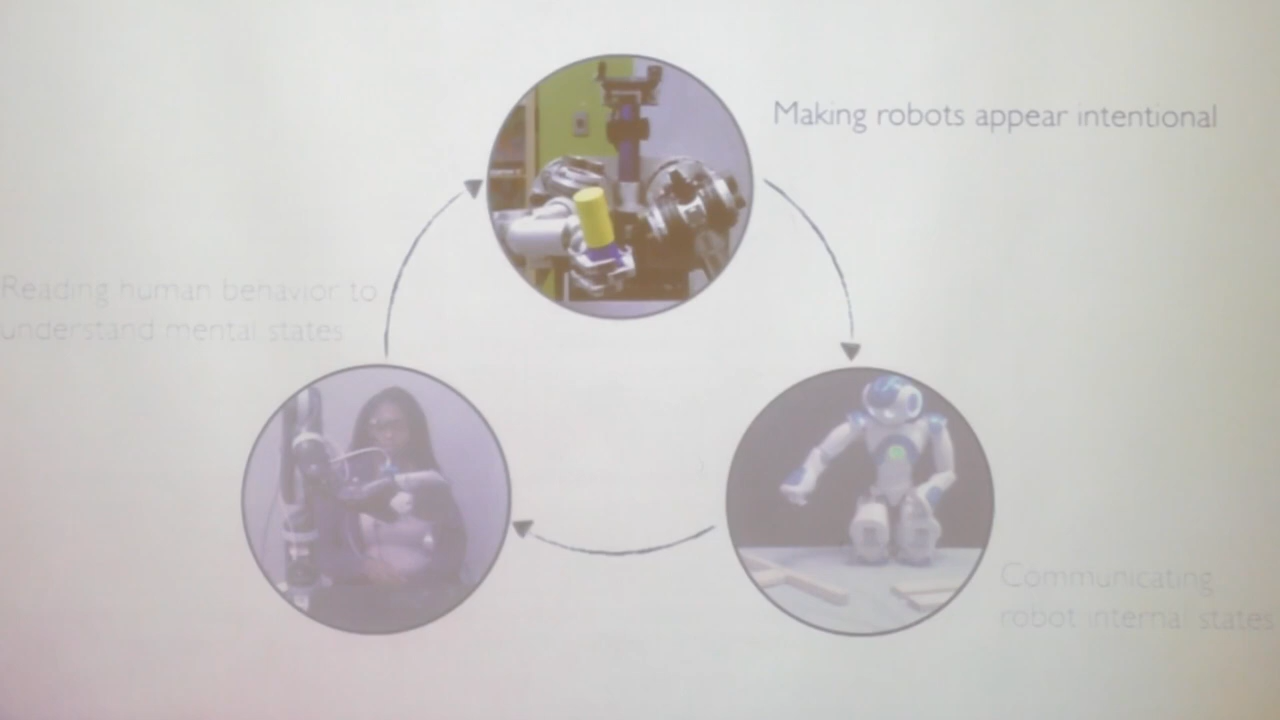 Making robots appear intentional
Reading human behavior to
understand mental states
Communicating
robot internal states